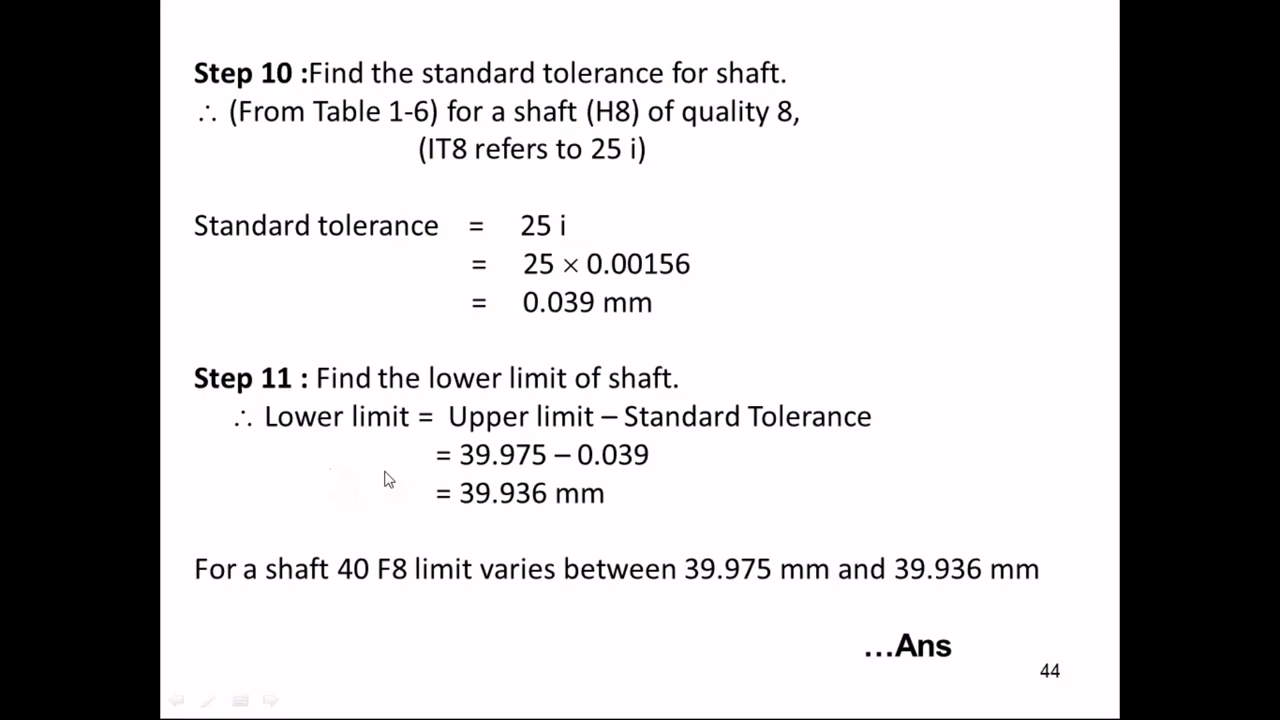 Step 10 :Find the standard tolerance for shaft.
∴ (From Table 1-6) for a shaft (H8) of quality 8,
(IT8 refers to 25 i)
Standard tolerance = 25 i
= 25 × 0.00156
= 0.039 mm
Step 11 : Find the lower limit of shaft.
∴ Lower limit = Upper limit – Standard Tolerance
= 39.975 – 0.039
= 39.936 mm
For a shaft 40 F8 limit varies between 39.975 mm and 39.936 mm
...Ans
44